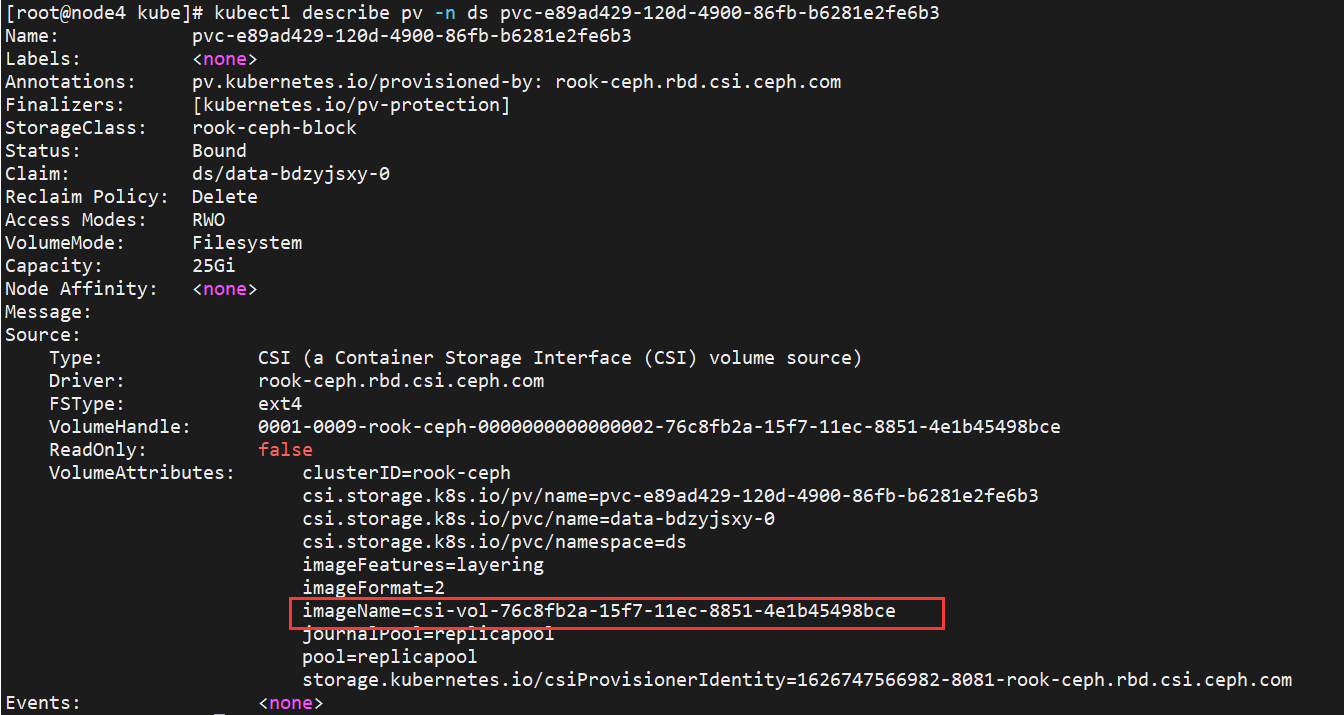 [root@node4 kube]# kubectl describe pv -n ds pvc-e89ad429-120d-4900-86fb-b6281e2fe6b3
Name:            pvc-e89ad429-120d-4900-86fb-b6281e2fe6b3
Labels:          <none>
Annotations:     pv.kubernetes.io/provisioned-by: rook-ceph.rbd.csi.ceph.com
Finalizers:      [kubernetes.io/pv-protection]
StorageClass:    rook-ceph-block
Status:          Bound
Claim:           ds/data-bdzyjsxy-0
Reclaim Policy:  Delete
Access Modes:    RWO
VolumeMode:      Filesystem
Capacity:        25Gi
Node Affinity:   <none>
Message:
Source:
    Type:              CSI (a Container Storage Interface (CSI) volume source)
    Driver:            rook-ceph.rbd.csi.ceph.com
    FSType:            ext4
    VolumeHandle:      0001-0009-rook-ceph-0000000000000002-76c8fb2a-15f7-11ec-8851-4e1b45498bce
    ReadOnly:          false
    VolumeAttributes:      clusterID=rook-ceph
                           csi.storage.k8s.io/pv/name=pvc-e89ad429-120d-4900-86fb-b6281e2fe6b3
                           csi.storage.k8s.io/pvc/name=data-bdzyjsxy-0
                           csi.storage.k8s.io/pvc/namespace=ds
                           imageFeatures=layering
                           imageFormat=2
                           imageName=csi-vol-76c8fb2a-15f7-11ec-8851-4e1b45498bce
                           journalPool=replicapool
                           pool=replicapool
                           storage.kubernetes.io/csiProvisionerIdentity=1626747566982-8081-rook-ceph.rbd.csi.ceph.com
Events:                <none>